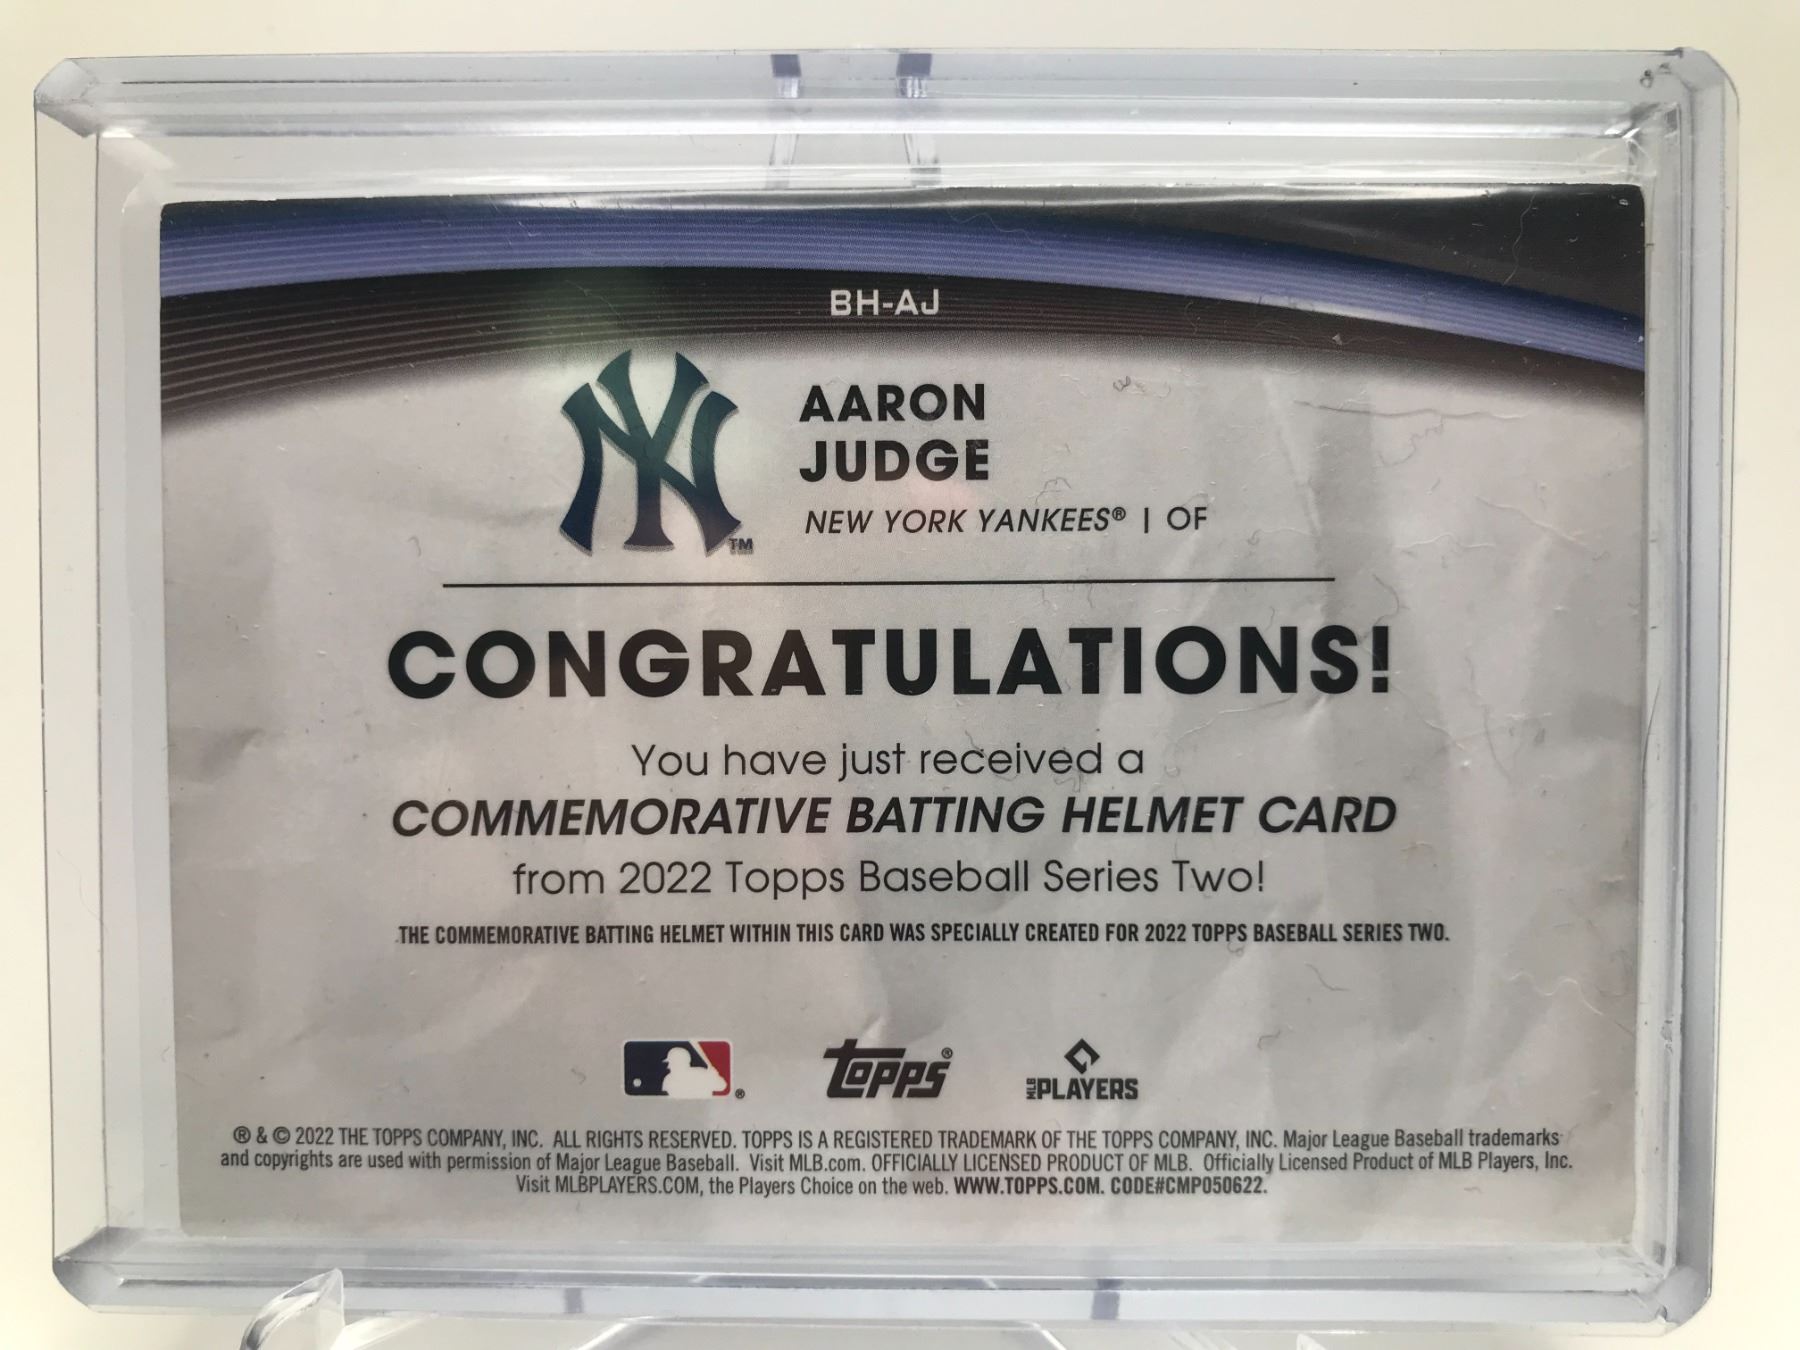 BH-AJ
NY
TM
AARON
JUDGE
NEW YORK YANKEES® | OF
CONGRATULATIONS!
You have just received a
COMMEMORATIVE BATTING HELMET CARD
from 2022 Topps Baseball Series Two!
THE COMMEMORATIVE BATTING HELMET WITHIN THIS CARD WAS SPECIALLY CREATED FOR 2022 TOPPS BASEBALL SERIES TWO.
® topps® MLB PLAYERS
® & © 2022 THE TOPPS COMPANY, INC. ALL RIGHTS RESERVED. TOPPS IS A REGISTERED TRADEMARK OF THE TOPPS COMPANY, INC. Major League Baseball trademarks
and copyrights are used with permission of Major League Baseball. Visit MLB.com. OFFICIALLY LICENSED PRODUCT OF MLB. Officially Licensed Product of MLB Players, Inc.
Visit MLBPLAYERS.COM, the Players Choice on the web. WWW.TOPPS.COM. CODE#CMP050622.